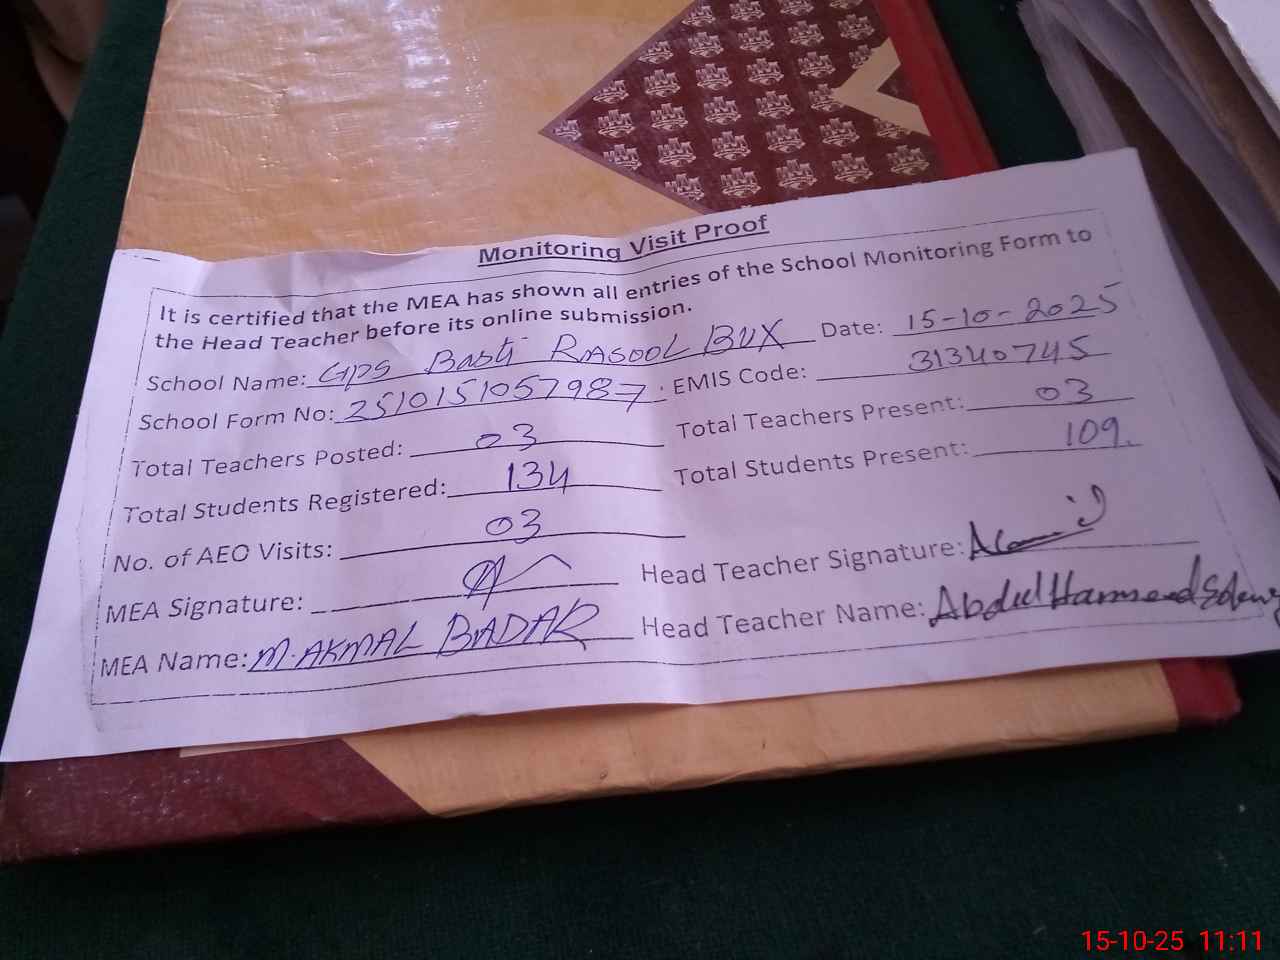 Monitoring Visit Proof
It is certified that the MEA has shown all entries of the School Monitoring Form to
the Head Teacher before its online submission.
School Name: GPS Basti RASOOL BUX Date: 15-10-2025
School Form No: 2510151057987 EMIS Code: 31340745
Total Teachers Posted: 03 Total Teachers Present: 03
Total Students Registered: 134 Total Students Present: 109
No. of AEO Visits: 03
MEA Signature: Head Teacher Signature:
MEA Name: M. AKMAL BADAR Head Teacher Name: Abdul Hameed
15-10-25 11:11